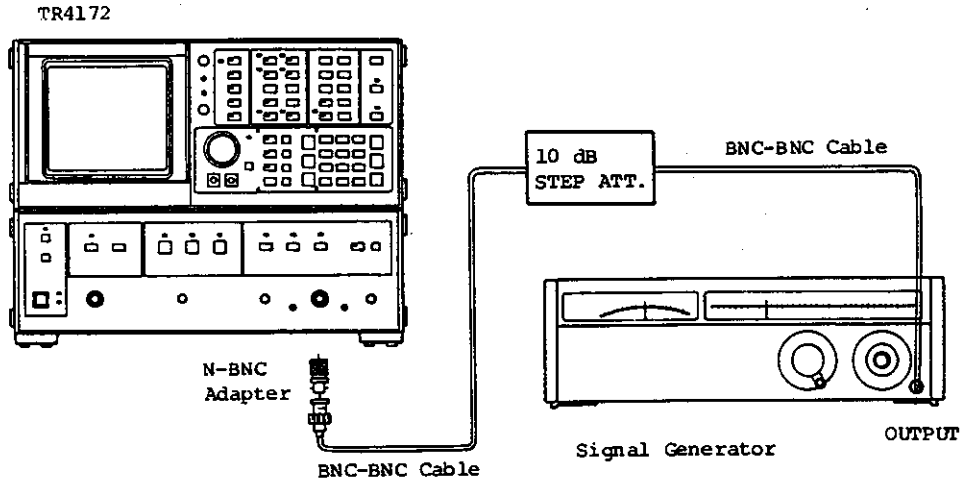 TR4172
10 dB
STEP ATT.
BNC-BNC Cable
N-BNC
Adapter
BNC-BNC Cable
Signal Generator
OUTPUT